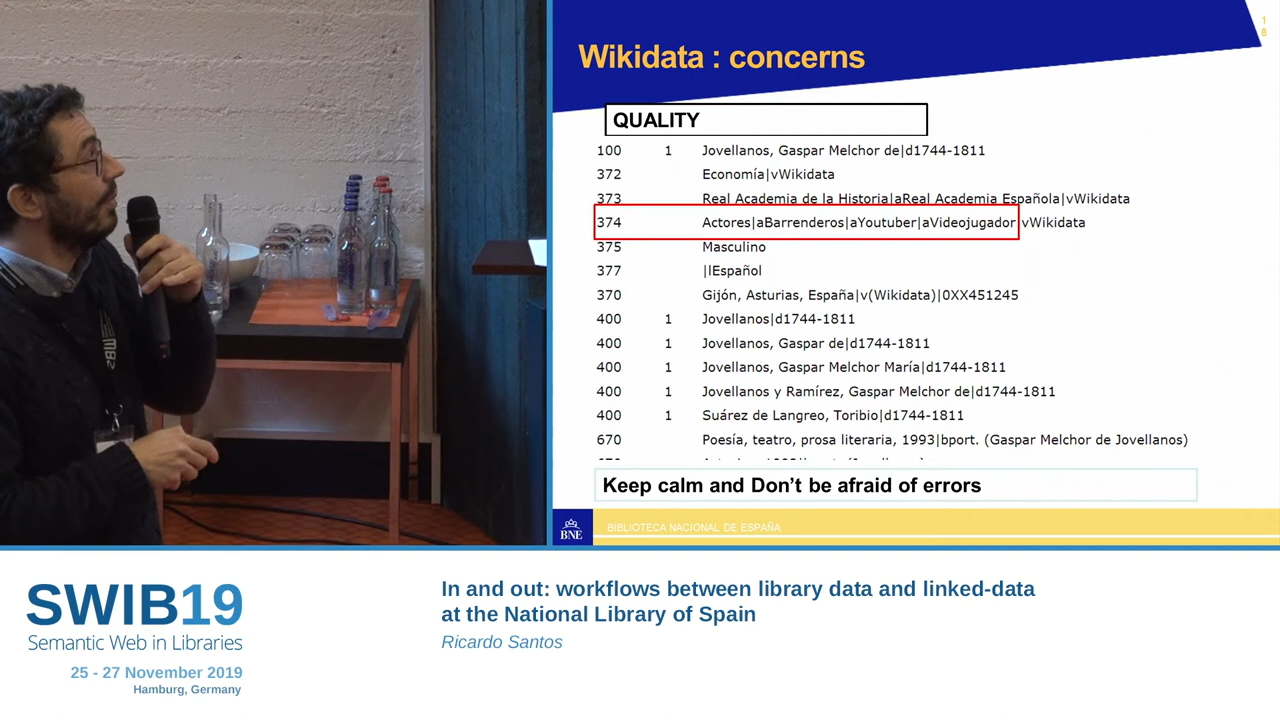 Wikidata : concerns
18
QUALITY
100 1 Jovellanos, Gaspar Melchor de|d1744-1811
372 Economía|vWikidata
373 Real Academia de la Historia|aReal Academia Española|vWikidata
374 Actores|aBarrenderos|aYoutuber|aVideojugador vWikidata
375 Masculino
377 |lEspañol
370 Gijón, Asturias, España|v(Wikidata)|0XX451245
400 1 Jovellanos|d1744-1811
400 1 Jovellanos, Gaspar de|d1744-1811
400 1 Jovellanos, Gaspar Melchor María|d1744-1811
400 1 Jovellanos y Ramírez, Gaspar Melchor de|d1744-1811
400 1 Suárez de Langreo, Toribio|d1744-1811
670 Poesía, teatro, prosa literaria, 1993|bport. (Gaspar Melchor de Jovellanos)
Keep calm and Don't be afraid of errors
BNE BIBLIOTECA NACIONAL DE ESPAÑA
SWIB19
Semantic Web in Libraries
25 - 27 November 2019
Hamburg, Germany
In and out: workflows between library data and linked-data
at the National Library of Spain
Ricardo Santos